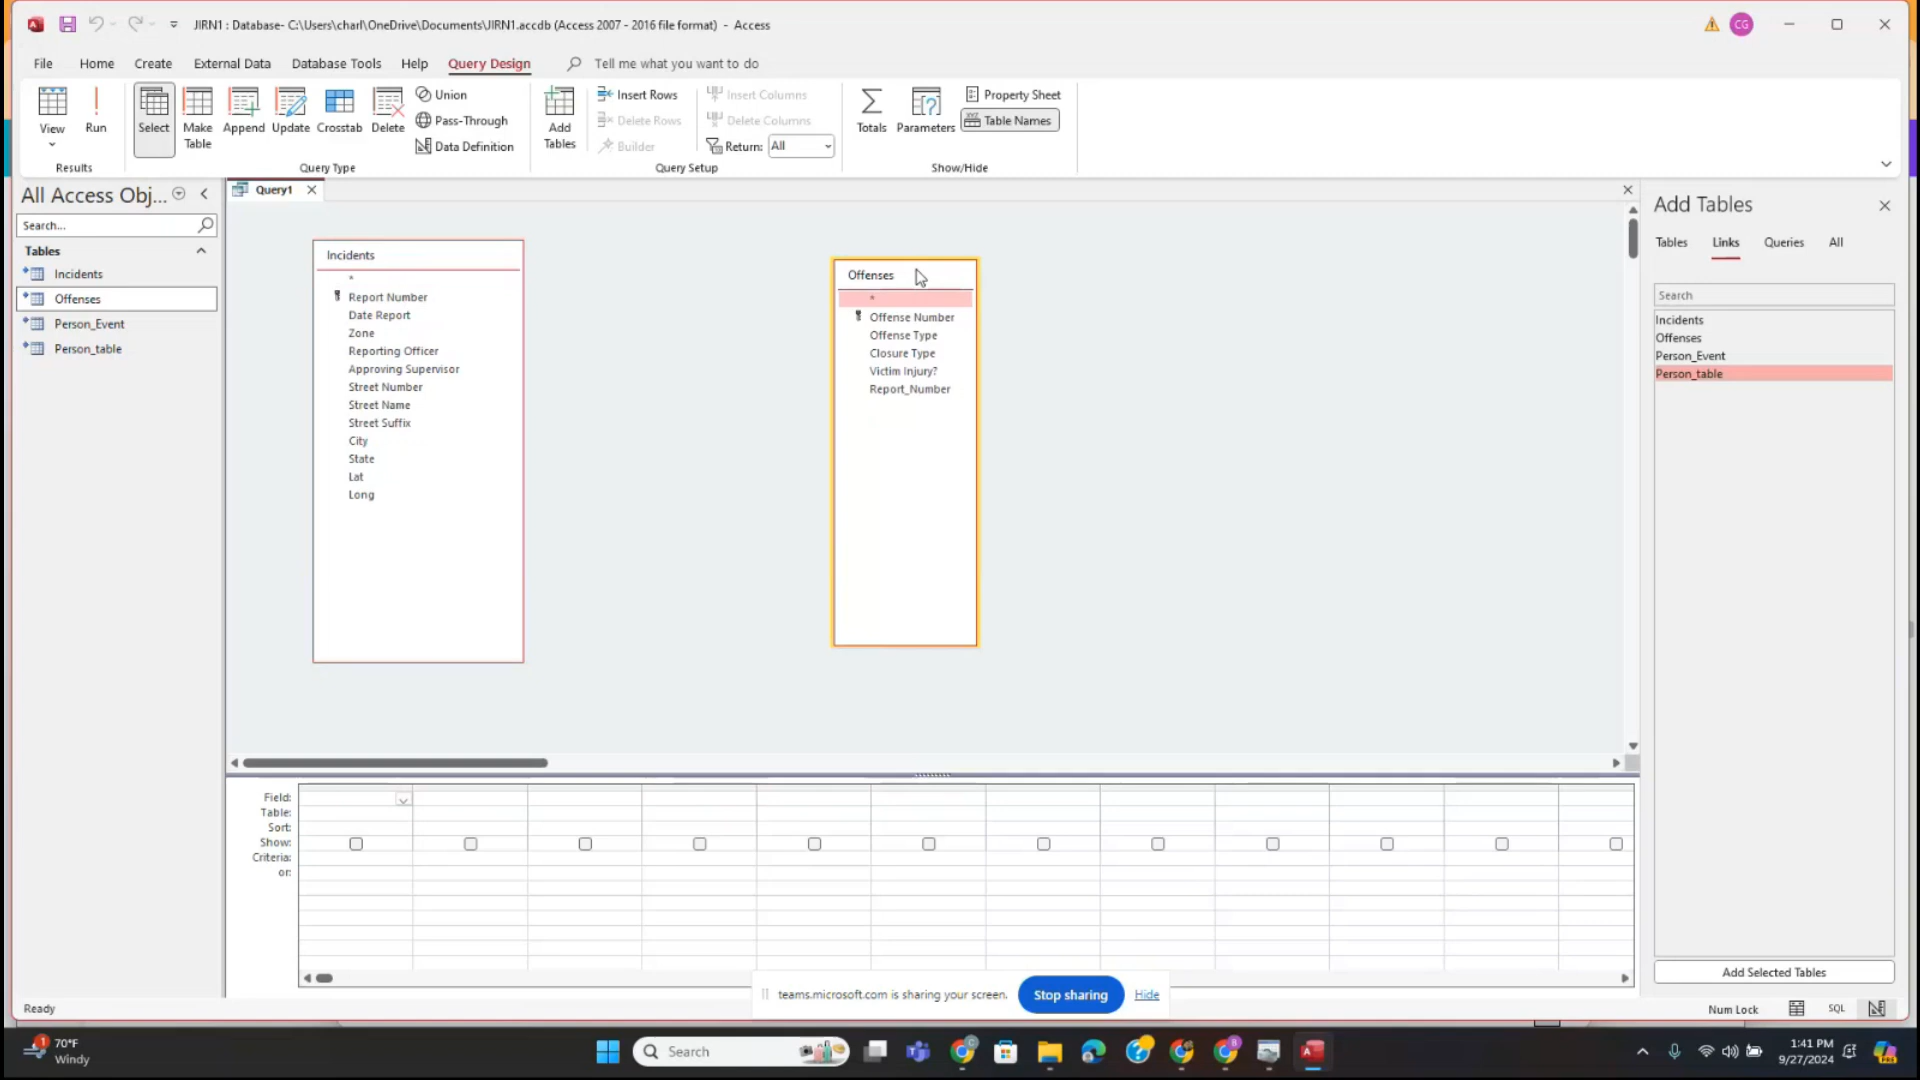 JIRN1 : Database- C:\Users\charl\OneDrive\Documents\JIRN1.accdb (Access 2007 - 2016 file format) - Access
CG
File Home Create External Data Database Tools Help Query Design Tell me what you want to do
View
Run
Results
Select
Make Table
Append
Update
Crosstab
Delete
Union
Pass-Through
Data Definition
Query Type
Add Tables
Insert Rows
Delete Rows
Builder
Insert Columns
Delete Columns
Return: All
Query Setup
Totals
Parameters
Property Sheet
Table Names
Show/Hide
All Access Obj...
Search...
Tables
Incidents
Offenses
Person_Event
Person_table
Query1
Incidents
*
Report Number
Date Report
Zone
Reporting Officer
Approving Supervisor
Street Number
Street Name
Street Suffix
City
State
Lat
Long
Offenses
*
Offense Number
Offense Type
Closure Type
Victim Injury?
Report_Number
Add Tables
Tables Links Queries All
Search
Incidents
Offenses
Person_Event
Person_table
Add Selected Tables
Field:
Table:
Sort:
Show:
Criteria:
or:
teams.microsoft.com is sharing your screen. Stop sharing Hide
Ready
Num Lock
SQL
1
70°F
Windy
Search
1:41 PM
9/27/2024